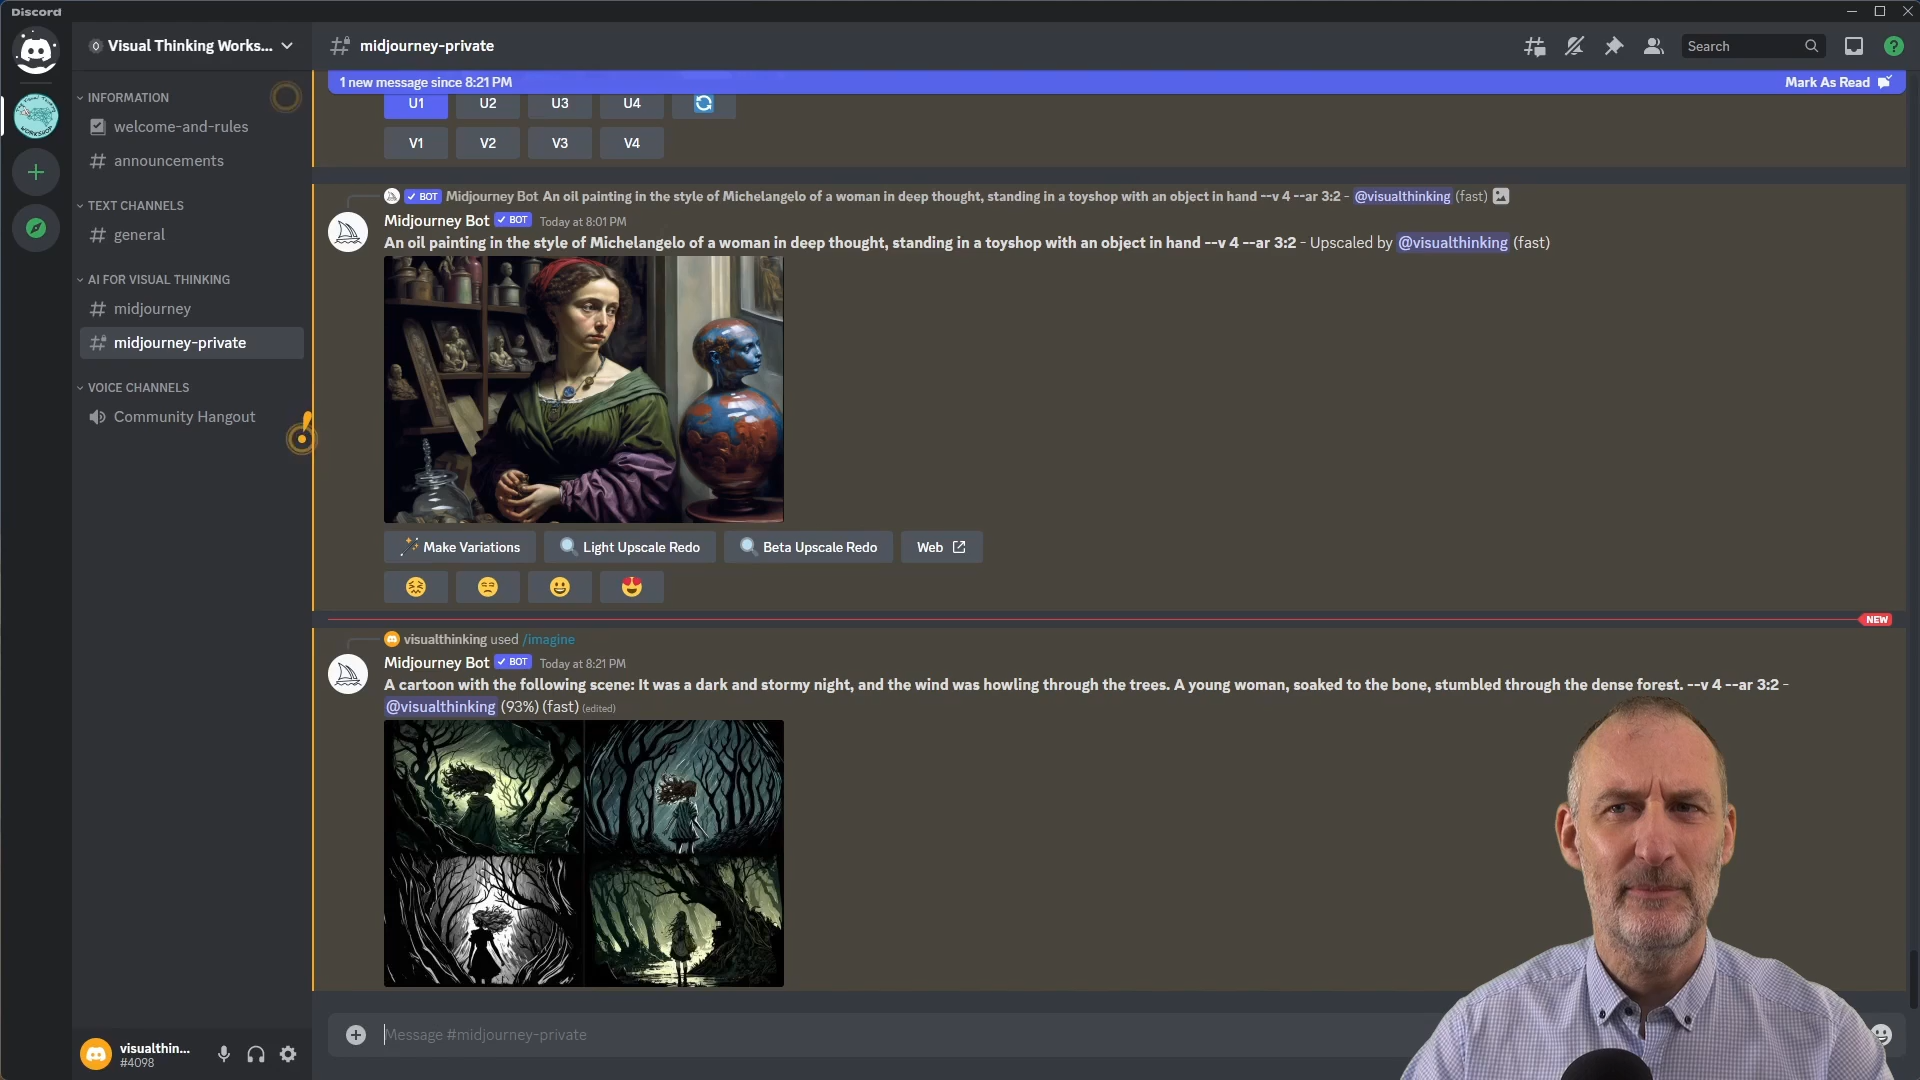 Discord
Visual Thinking Works...
midjourney-private
Search
1 new message since 8:21 PM
Mark As Read
INFORMATION
welcome-and-rules
announcements
TEXT CHANNELS
general
AI FOR VISUAL THINKING
midjourney
midjourney-private
VOICE CHANNELS
Community Hangout
U1 U2 U3 U4
V1 V2 V3 V4
BOT Midjourney Bot An oil painting in the style of Michelangelo of a woman in deep thought, standing in a toyshop with an object in hand --v 4 --ar 3:2 - @visualthinking (fast)
Midjourney Bot BOT Today at 8:01 PM
An oil painting in the style of Michelangelo of a woman in deep thought, standing in a toyshop with an object in hand --v 4 --ar 3:2 - Upscaled by @visualthinking (fast)
Make Variations Light Upscale Redo Beta Upscale Redo Web
NEW
visualthinking used /imagine
Midjourney Bot BOT Today at 8:21 PM
A cartoon with the following scene: It was a dark and stormy night, and the wind was howling through the trees. A young woman, soaked to the bone, stumbled through the dense forest. --v 4 --ar 3:2 -
@visualthinking (93%) (fast) (edited)
Message #midjourney-private
visualthin...
#4098